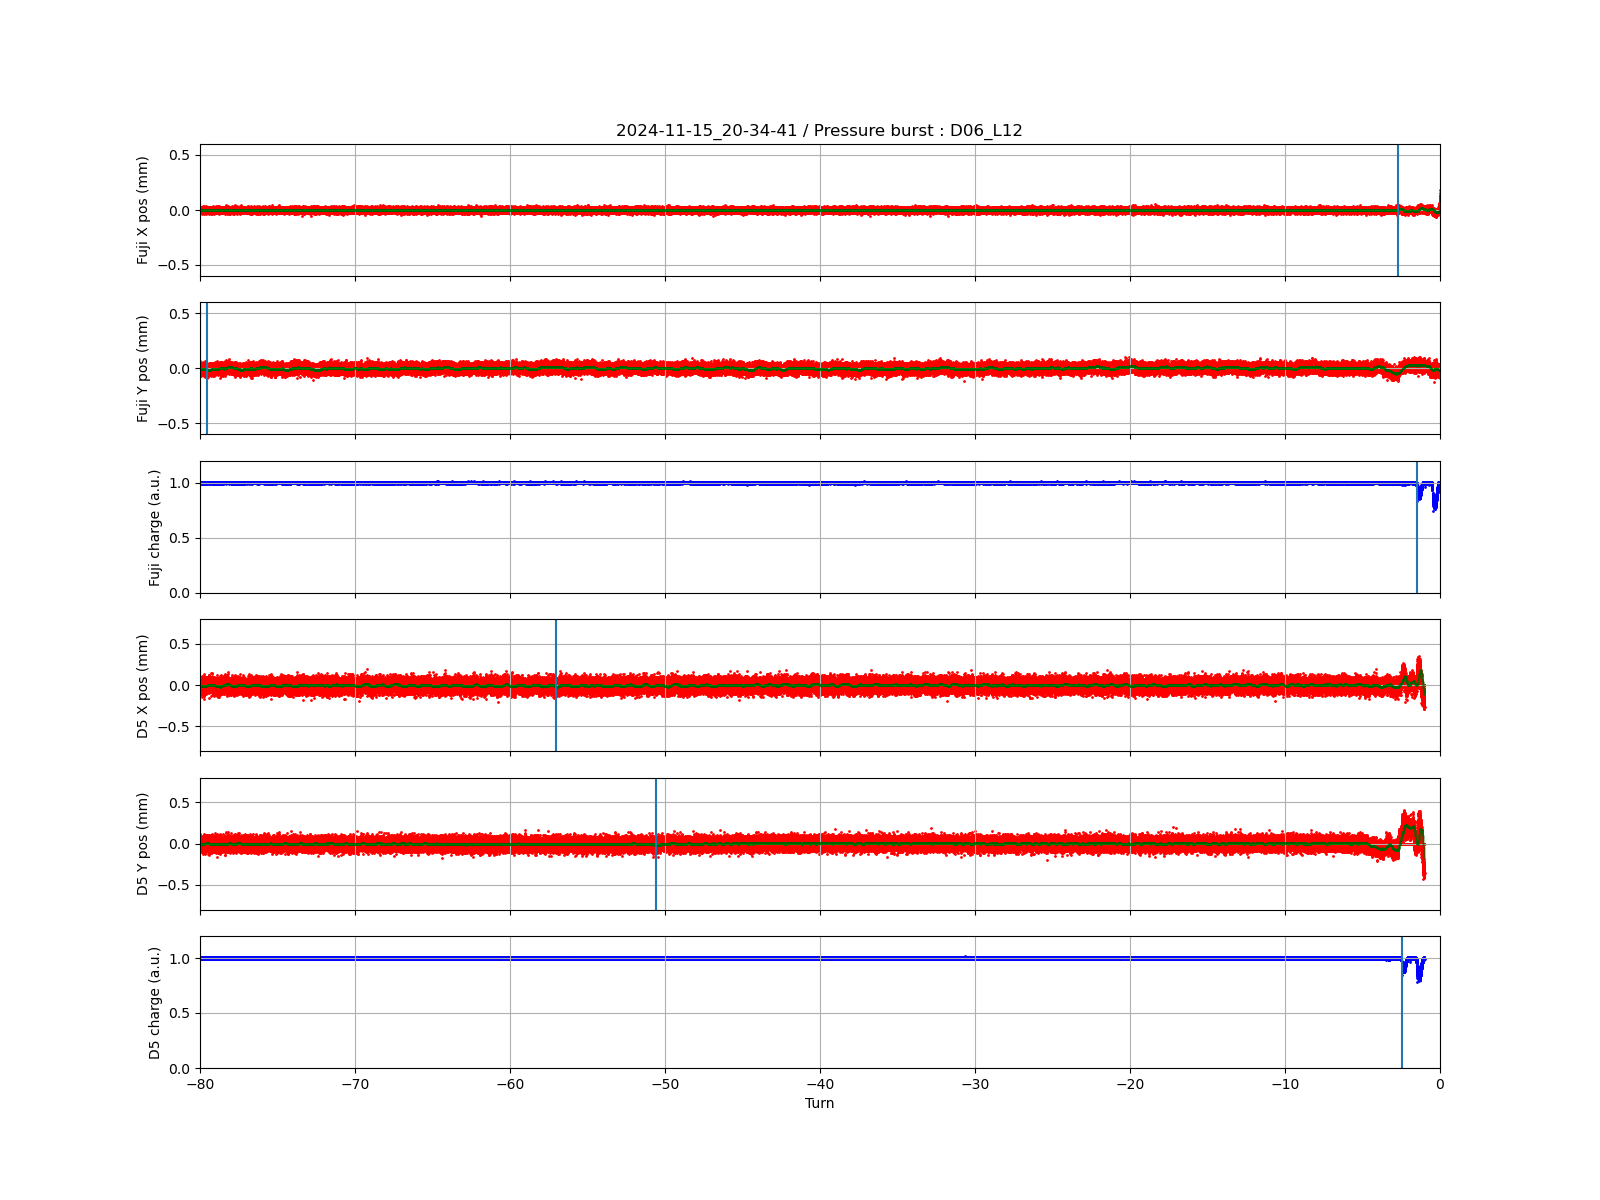 2024-11-15_20-34-41 / Pressure burst : D06_L12
Fuji X pos (mm)
0.5
0.0
−0.5
Fuji Y pos (mm)
0.5
0.0
−0.5
Fuji charge (a.u.)
1.0
0.5
0.0
D5 X pos (mm)
0.5
0.0
−0.5
D5 Y pos (mm)
0.5
0.0
−0.5
D5 charge (a.u.)
1.0
0.5
0.0
−80 −70 −60 −50 −40 −30 −20 −10 0
Turn